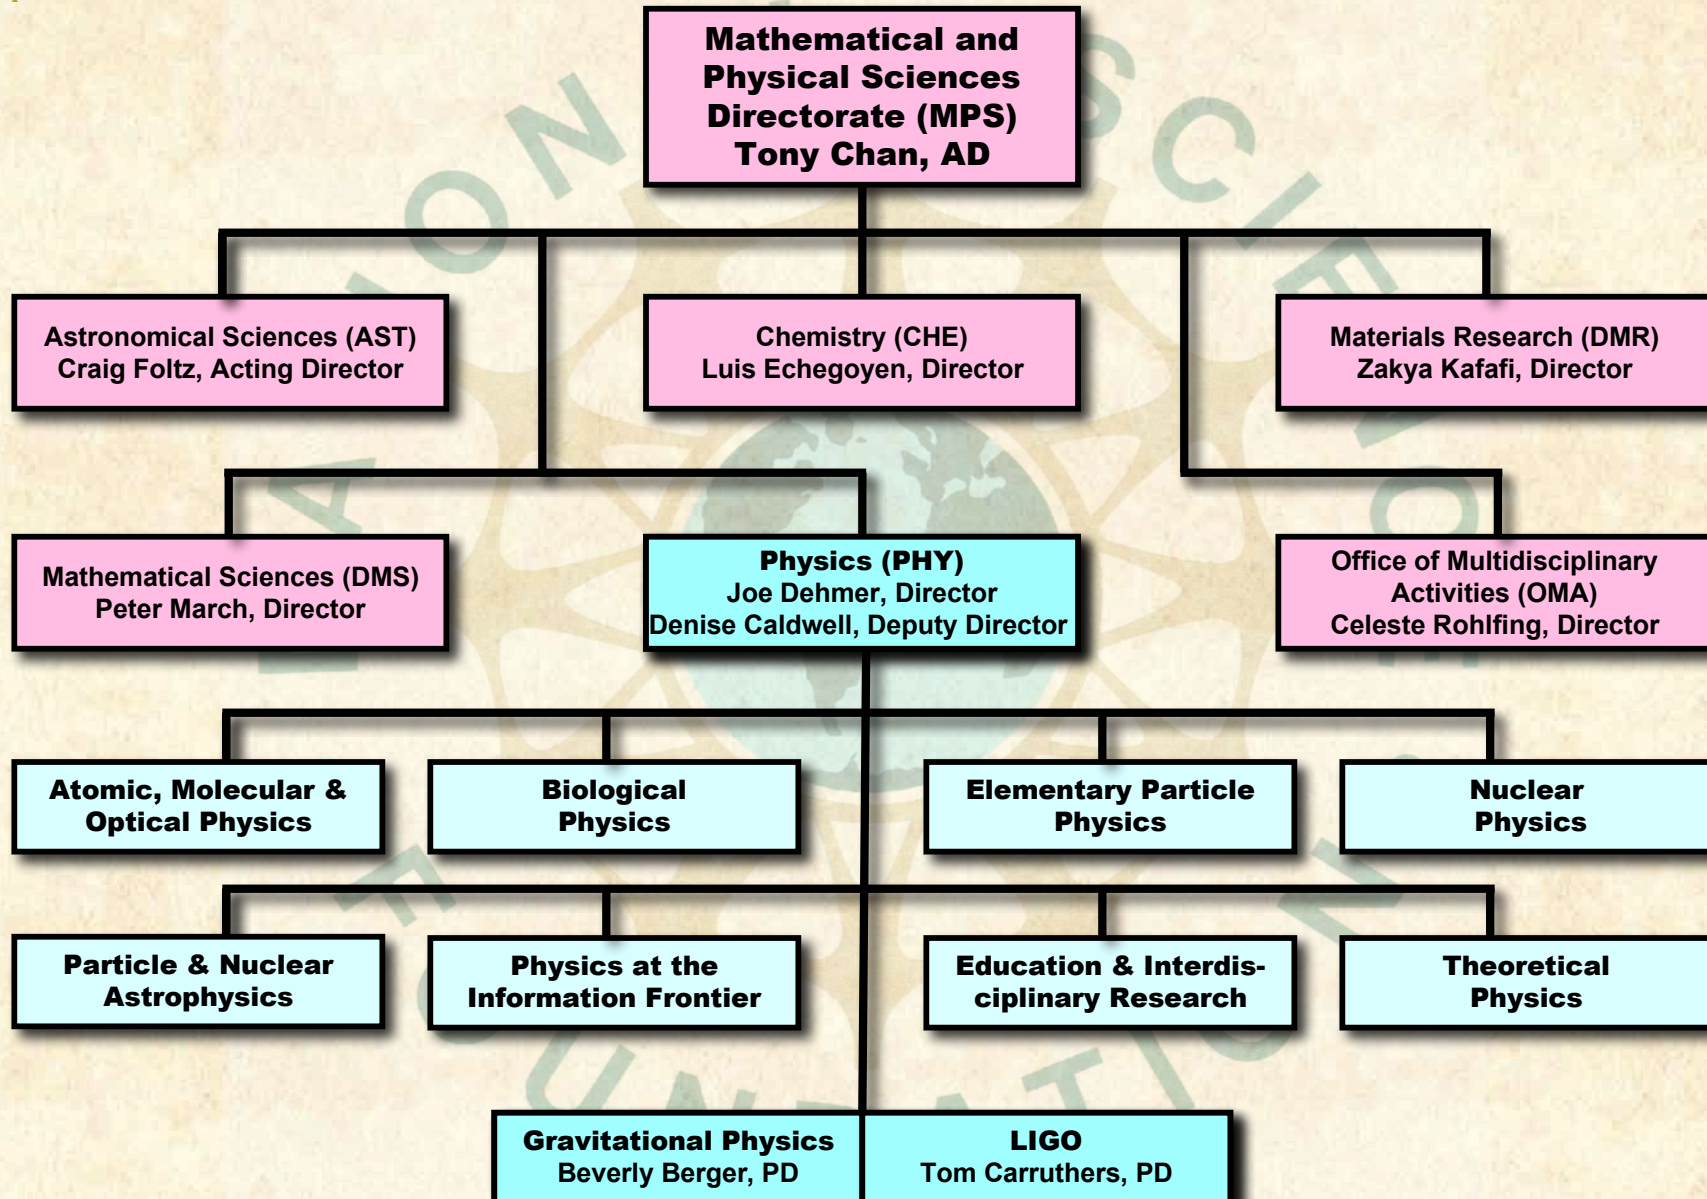 Mathematical and
Physical Sciences
Directorate (MPS)
Tony Chan, AD
Astronomical Sciences (AST)
Craig Foltz, Acting Director
Chemistry (CHE)
Luis Echegoyen, Director
Materials Research (DMR)
Zakya Kafafi, Director
Mathematical Sciences (DMS)
Peter March, Director
Physics (PHY)
Joe Dehmer, Director
Denise Caldwell, Deputy Director
Office of Multidisciplinary
Activities (OMA)
Celeste Rohlfing, Director
Atomic, Molecular &
Optical Physics
Biological
Physics
Elementary Particle
Physics
Nuclear
Physics
Particle & Nuclear
Astrophysics
Physics at the
Information Frontier
Education & Interdis-
ciplinary Research
Theoretical
Physics
Gravitational Physics
Beverly Berger, PD
LIGO
Tom Carruthers, PD